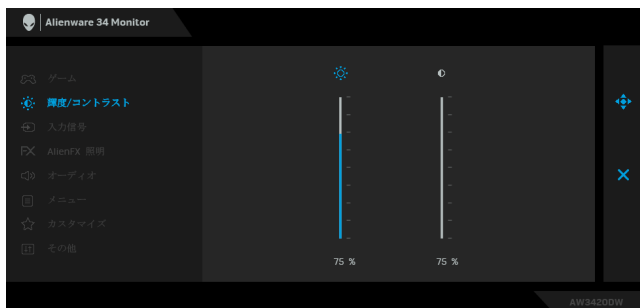 Alienware 34 Monitor
ゲーム
輝度/コントラスト
入力信号
FX AlienFX 照明
オーディオ
メニュー
カスタマイズ
その他
75 %
75 %
AW3420DW